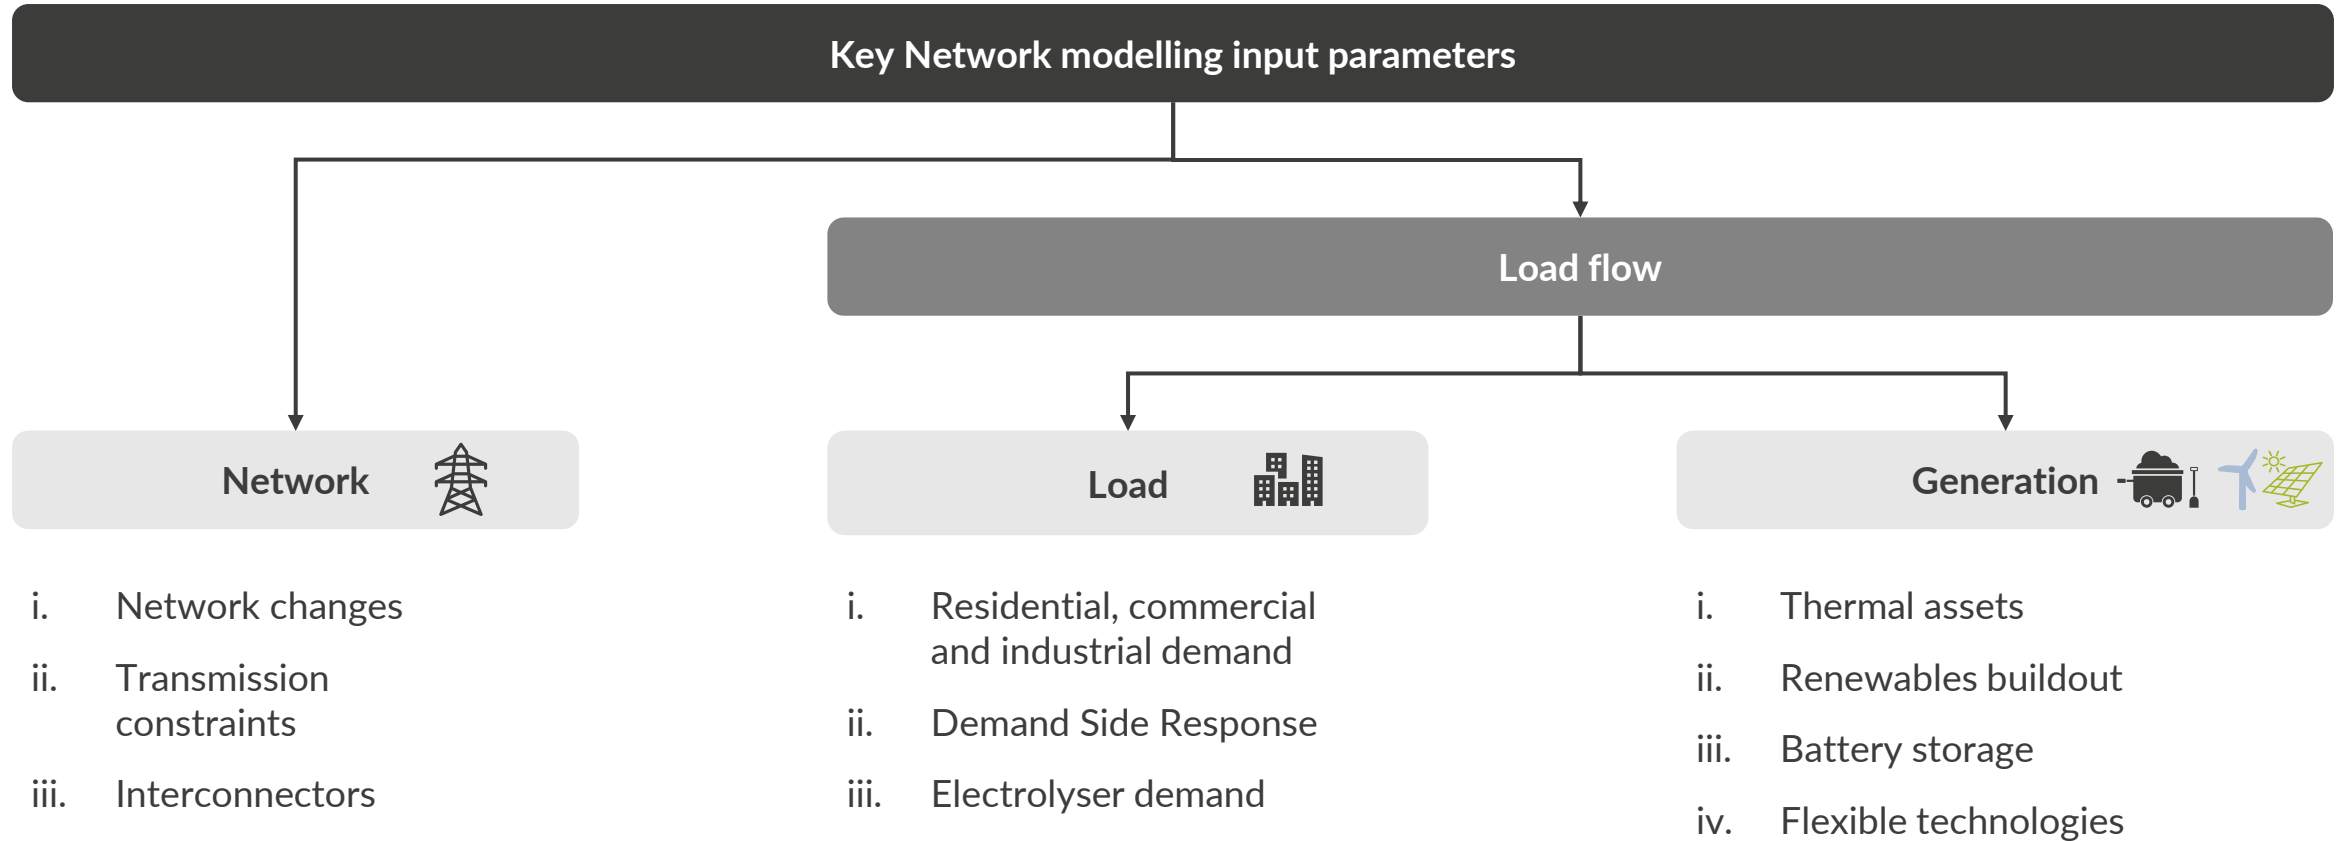 Key Network modelling input parameters
Load flow
Network
Load
Generation
i. Network changes
ii. Transmission
constraints
iii. Interconnectors
i. Residential, commercial
and industrial demand
ii. Demand Side Response
iii. Electrolyser demand
i. Thermal assets
ii. Renewables buildout
iii. Battery storage
iv. Flexible technologies